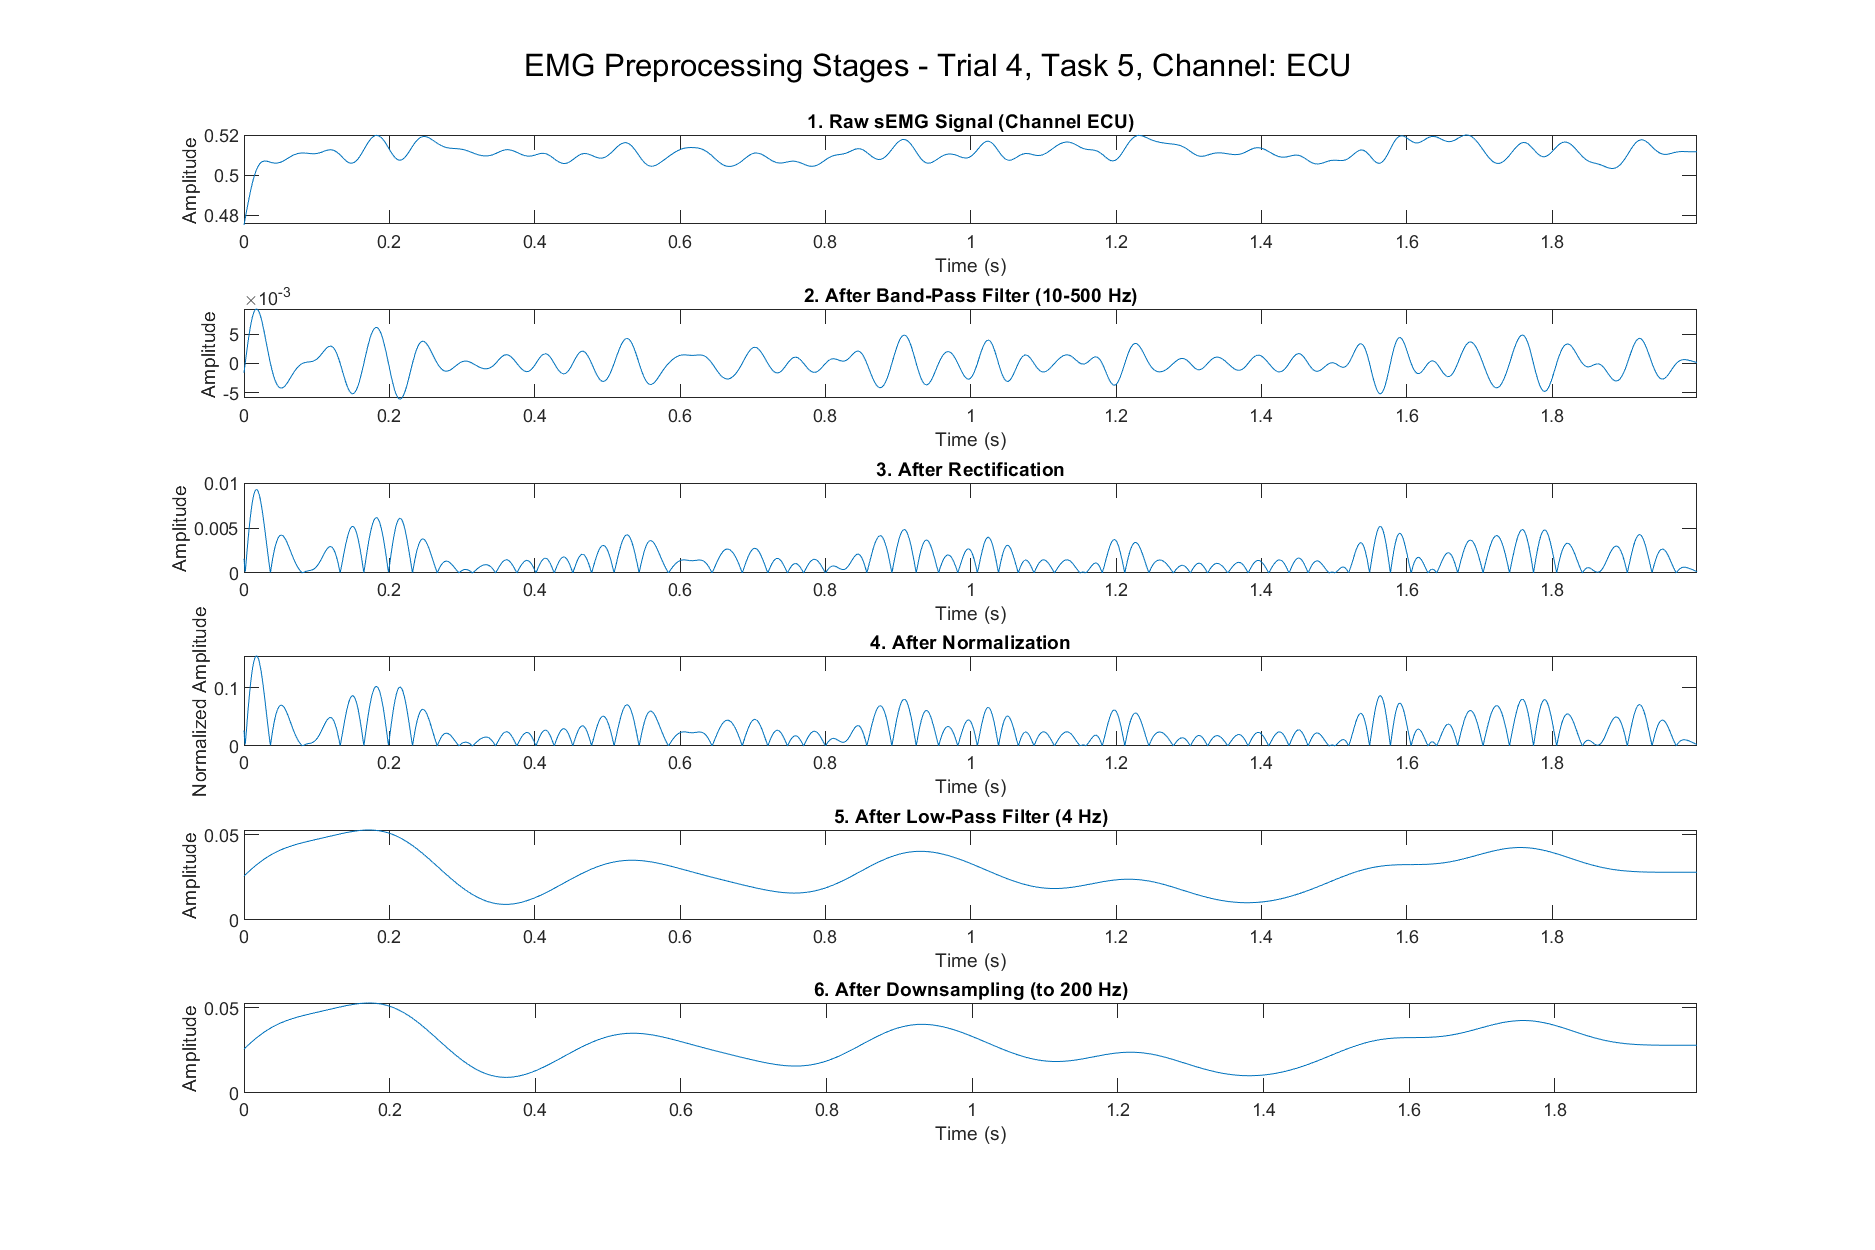 EMG Preprocessing Stages - Trial 4, Task 5, Channel: ECU
1. Raw sEMG Signal (Channel ECU)
Amplitude
0.52
0.5
0.48
0 0.2 0.4 0.6 0.8 1 1.2 1.4 1.6 1.8
Time (s)
2. After Band-Pass Filter (10-500 Hz)
×10-3
Amplitude
5
0
-5
0 0.2 0.4 0.6 0.8 1 1.2 1.4 1.6 1.8
Time (s)
3. After Rectification
Amplitude
0.01
0.005
0
0 0.2 0.4 0.6 0.8 1 1.2 1.4 1.6 1.8
Time (s)
4. After Normalization
Normalized Amplitude
0.1
0
0 0.2 0.4 0.6 0.8 1 1.2 1.4 1.6 1.8
Time (s)
5. After Low-Pass Filter (4 Hz)
Amplitude
0.05
0
0 0.2 0.4 0.6 0.8 1 1.2 1.4 1.6 1.8
Time (s)
6. After Downsampling (to 200 Hz)
Amplitude
0.05
0
0 0.2 0.4 0.6 0.8 1 1.2 1.4 1.6 1.8
Time (s)